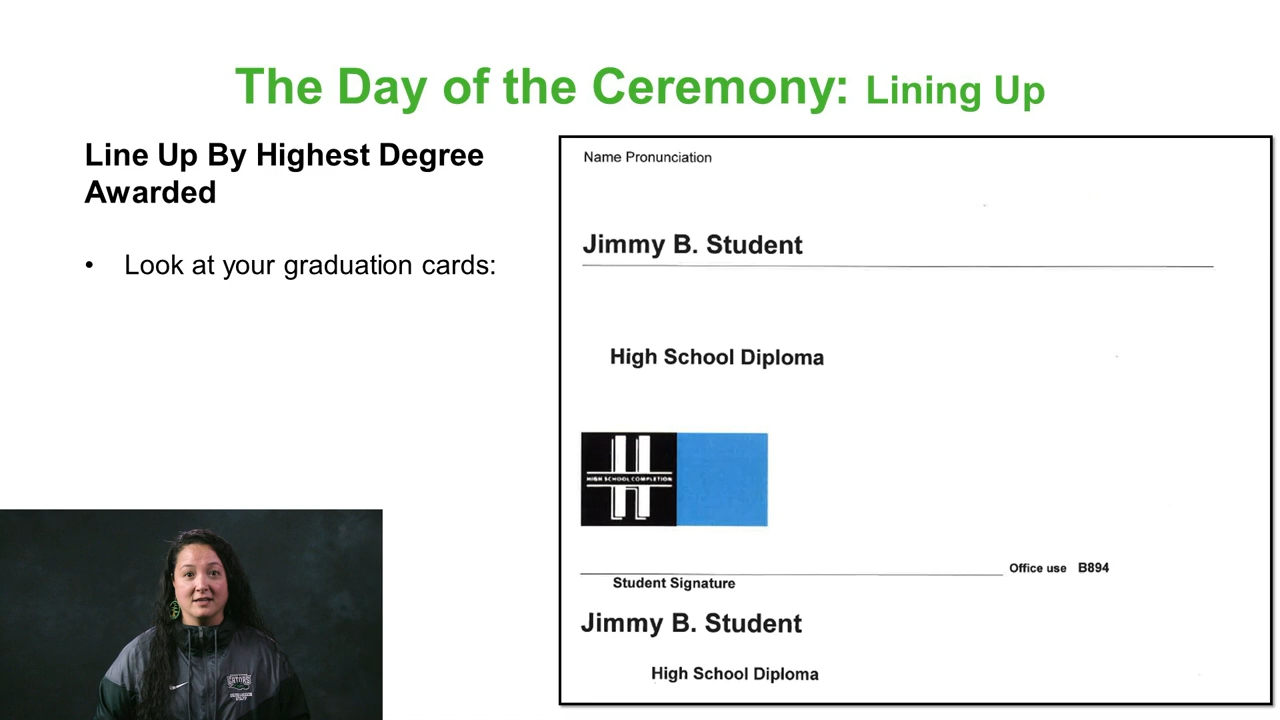 The Day of the Ceremony: Lining Up
Line Up By Highest Degree
Awarded
• Look at your graduation cards:
Name Pronunciation
Jimmy B. Student
High School Diploma
H
HIGH SCHOOL COMPLETION
Office use B894
Student Signature
Jimmy B. Student
High School Diploma
GATORS